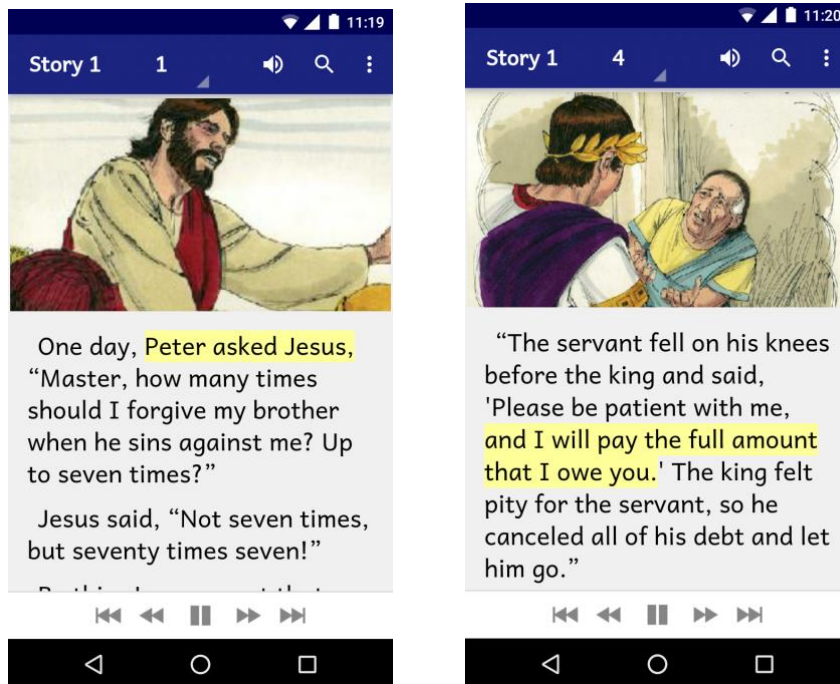 11:19
Story 1 1
One day, Peter asked Jesus,
“Master, how many times
should I forgive my brother
when he sins against me? Up
to seven times?”
Jesus said, “Not seven times,
but seventy times seven!”
11:20
Story 1 4
“The servant fell on his knees
before the king and said,
'Please be patient with me,
and I will pay the full amount
that I owe you.' The king felt
pity for the servant, so he
canceled all of his debt and let
him go.”